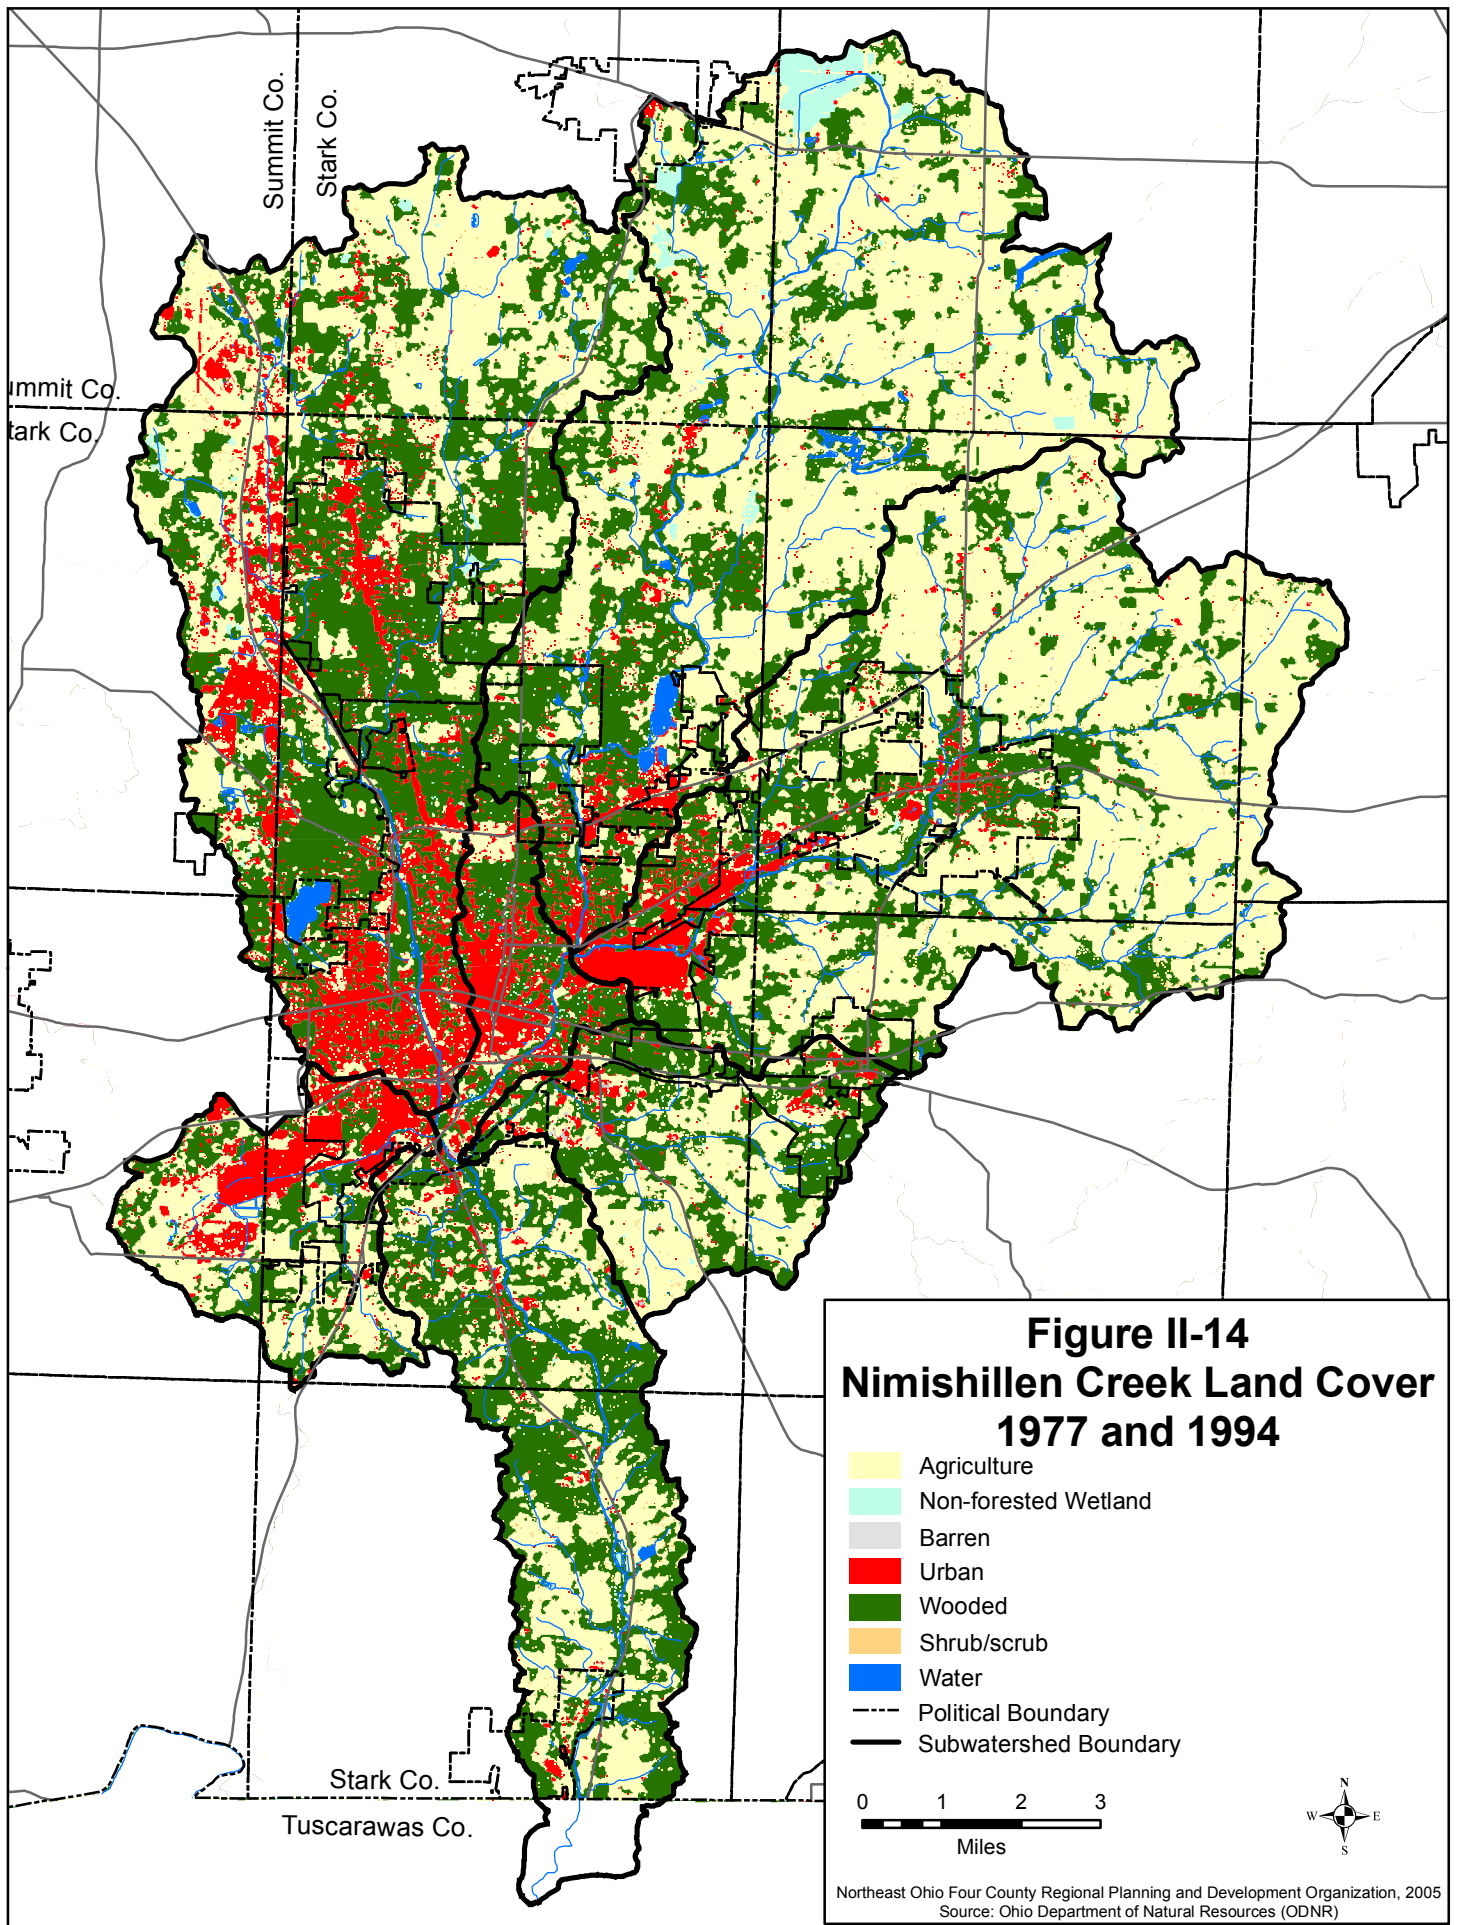 Summit Co.
Stark Co.
ummit Co.
tark Co.
Stark Co.
Tuscarawas Co.
Figure II-14
Nimishillen Creek Land Cover
1977 and 1994
Agriculture
Non-forested Wetland
Barren
Urban
Wooded
Shrub/scrub
Water
Political Boundary
Subwatershed Boundary
0 1 2 3
Miles
N
W E
S
Northeast Ohio Four County Regional Planning and Development Organization, 2005
Source: Ohio Department of Natural Resources (ODNR)